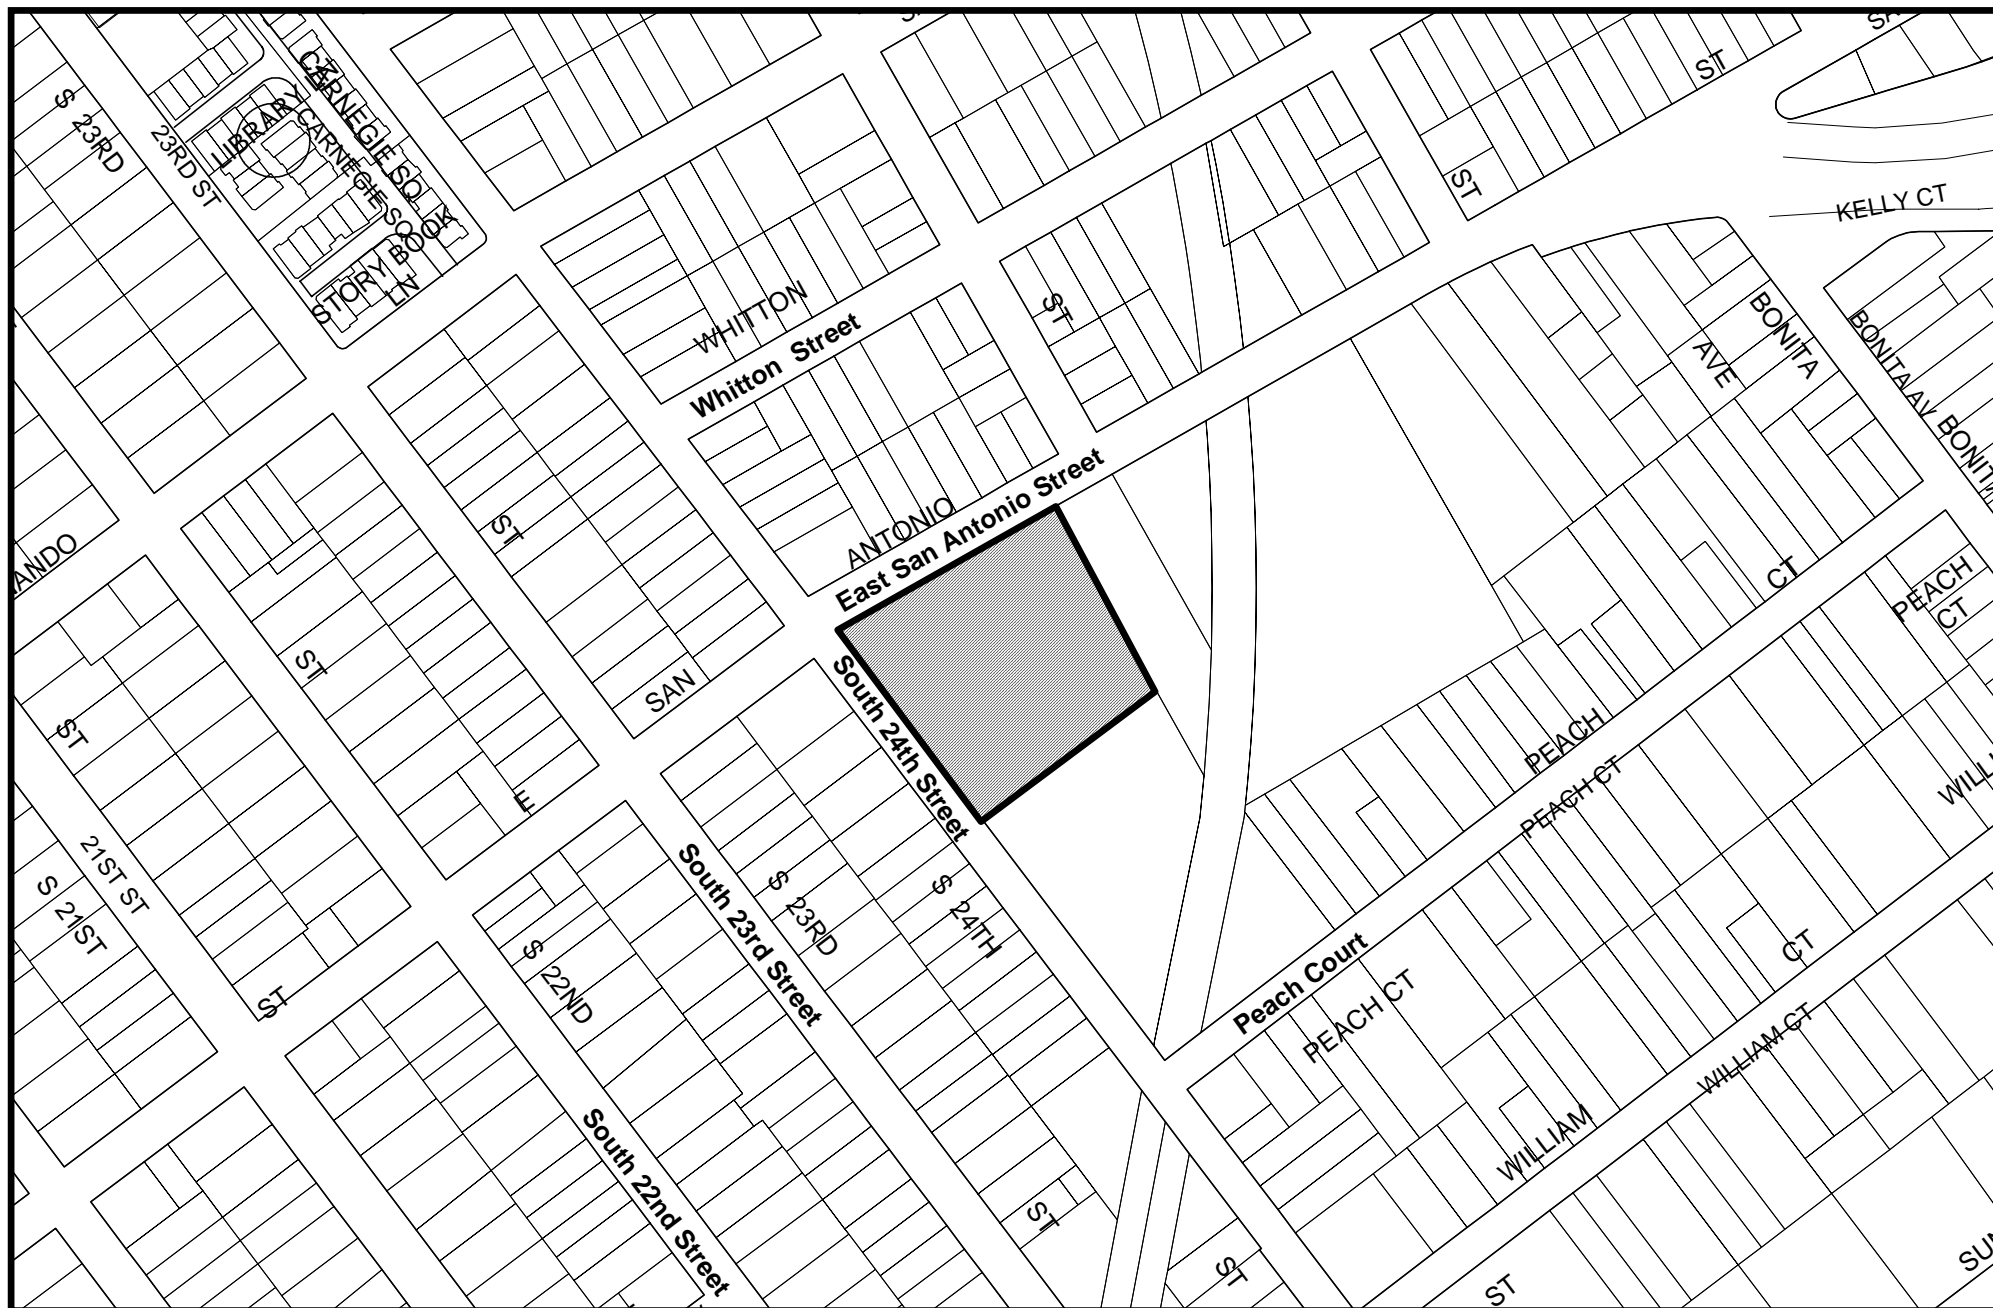 ST
S 23RD
23RD ST
LIBRARY LN
CARNEGIE SQ
CARNEGIE SQ
STORY BOOK
LN
ST
KELLY CT
ST
WHITTON
Whitton Street
BONITA
AVE
BONITA AV
ANTONIO
East San Antonio Street
ST
ST
SAN
E
ST
CT
PEACH
CT
South 24th Street
ST
21ST ST
S 21ST
ST
S 22ND
South 23rd Street
S 23RD
S 24TH
PEACH
PEACH CT
Peach Court
PEACH CT
CT
WILLIAM CT
WILLIAM
South 22nd Street
ST
ST
ST